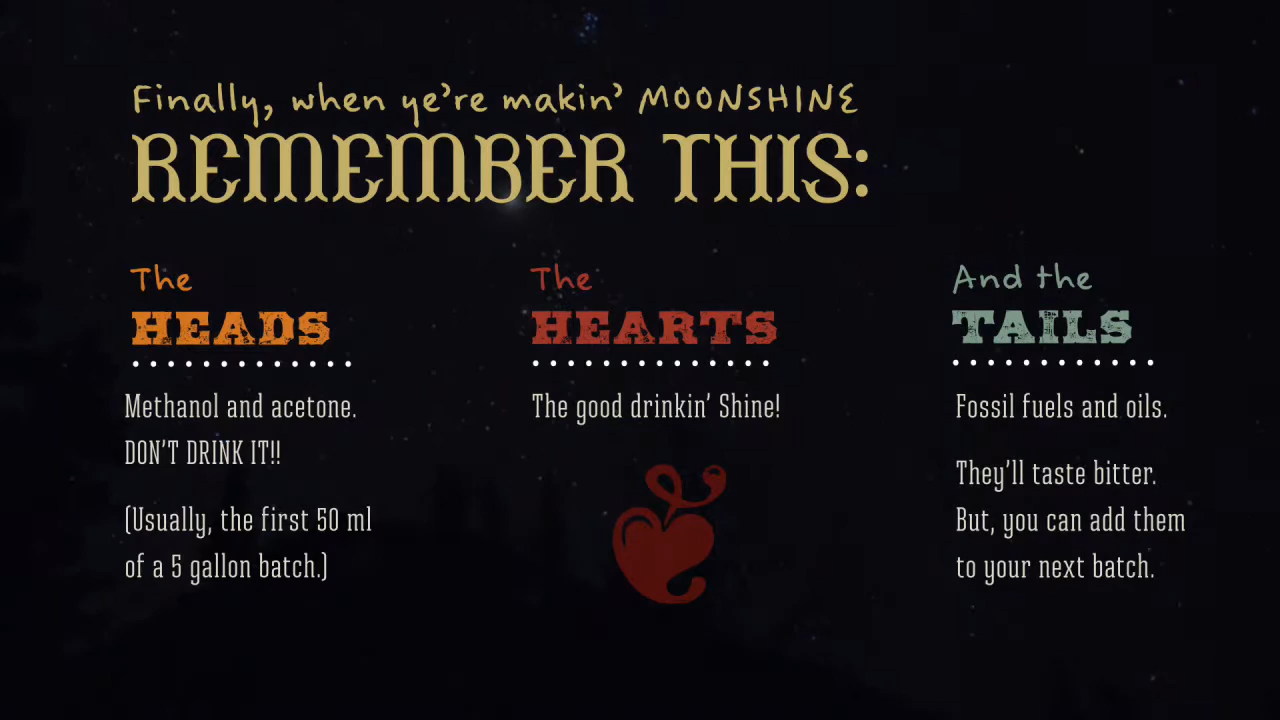 Finally, when ye're makin' MOONSHINE
REMEMBER THIS:
The
HEADS
Methanol and acetone.
DON'T DRINK IT!!
(Usually, the first 50 ml
of a 5 gallon batch.)
The
HEARTS
The good drinkin' Shine!
And the
TAILS
Fossil fuels and oils.
They'll taste bitter.
But, you can add them
to your next batch.